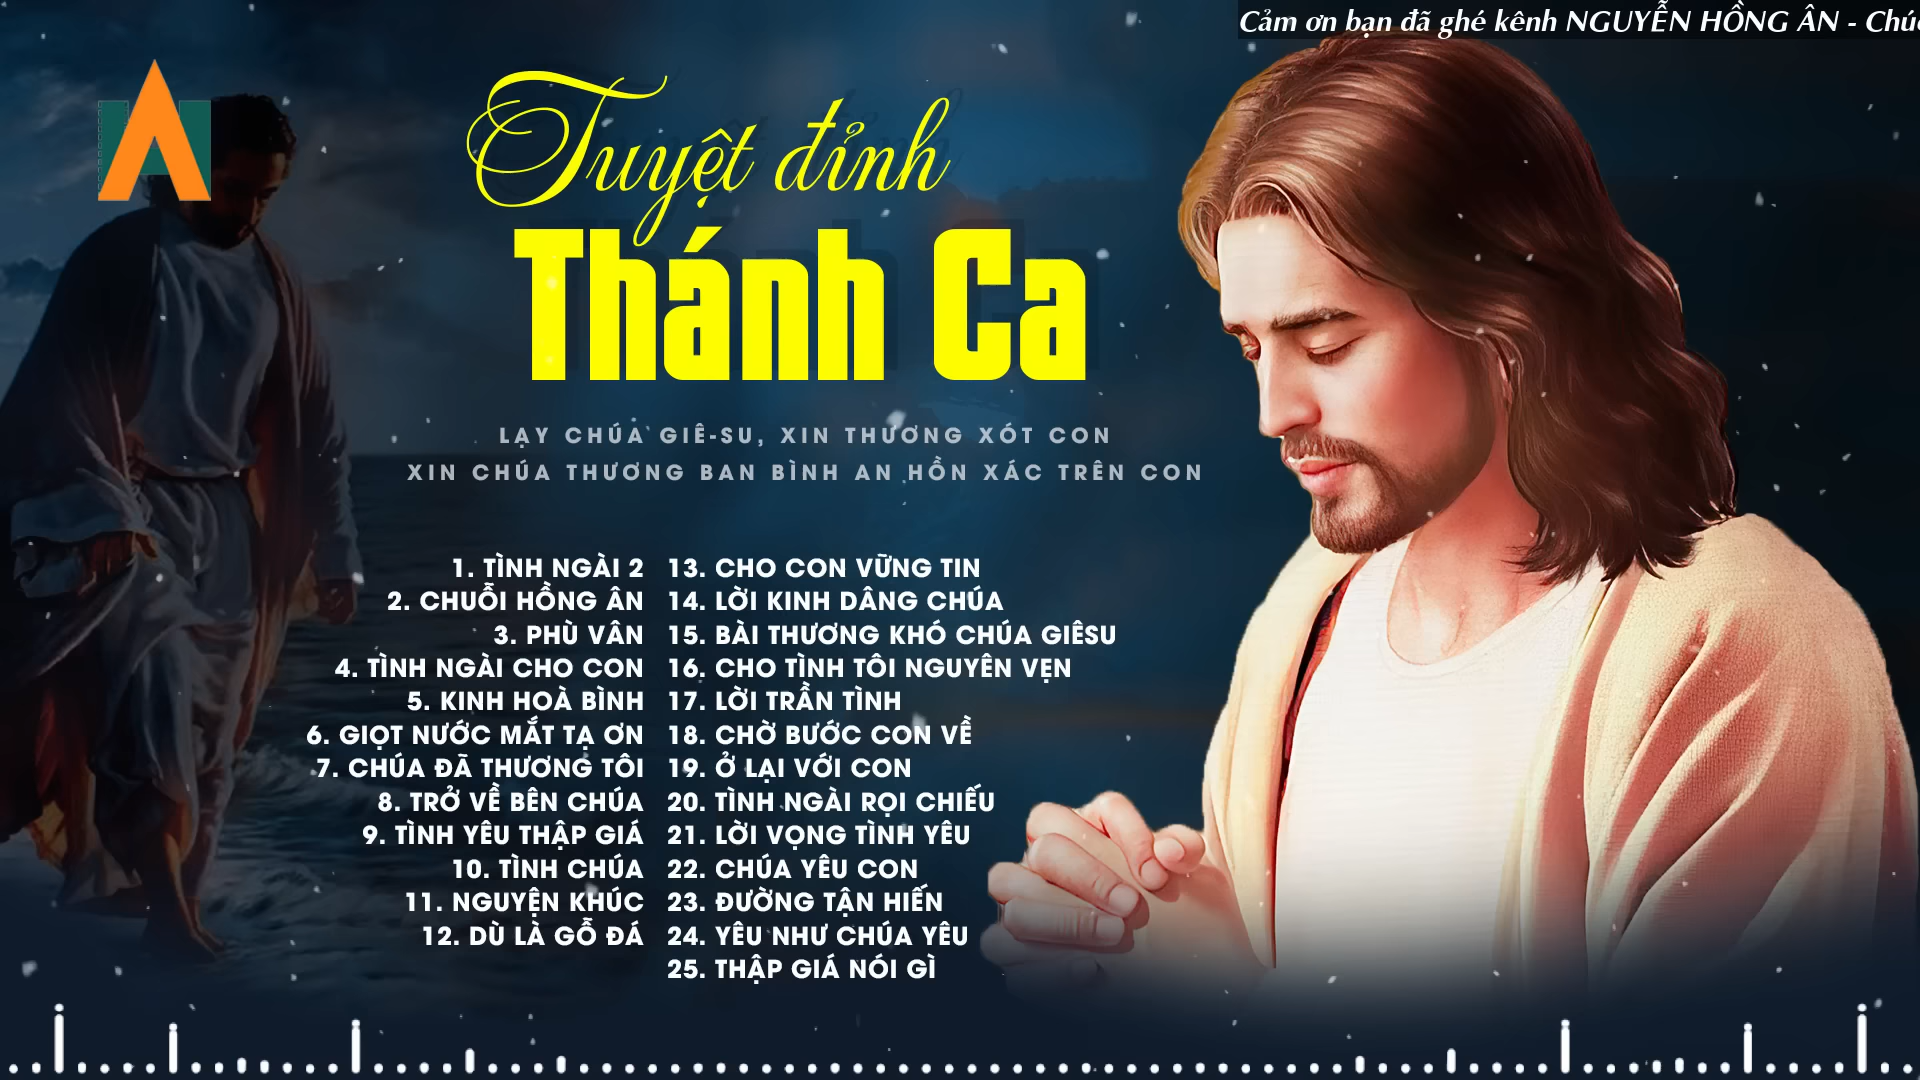 Cảm ơn bạn đã ghé kênh NGUYỄN HỒNG ÂN - Chúc
Tuyệt đỉnh
Thánh Ca
LẠY CHÚA GIÊ-SU, XIN THƯƠNG XÓT CON
XIN CHÚA THƯƠNG BAN BÌNH AN HỒN XÁC TRÊN CON
1. TÌNH NGÀI 2
2. CHUỖI HỒNG ÂN
3. PHÙ VÂN
4. TÌNH NGÀI CHO CON
5. KINH HOÀ BÌNH
6. GIỌT NƯỚC MẮT TẠ ƠN
7. CHÚA ĐÃ THƯƠNG TÔI
8. TRỞ VỀ BÊN CHÚA
9. TÌNH YÊU THẬP GIÁ
10. TÌNH CHÚA
11. NGUYỆN KHÚC
12. DÙ LÀ GỖ ĐÁ
13. CHO CON VỮNG TIN
14. LỜI KINH DÂNG CHÚA
15. BÀI THƯƠNG KHÓ CHÚA GIÊSU
16. CHO TÌNH TÔI NGUYÊN VẸN
17. LỜI TRẦN TÌNH
18. CHỜ BƯỚC CON VỀ
19. Ở LẠI VỚI CON
20. TÌNH NGÀI RỌI CHIẾU
21. LỜI VỌNG TÌNH YÊU
22. CHÚA YÊU CON
23. ĐƯỜNG TẬN HIẾN
24. YÊU NHƯ CHÚA YÊU
25. THẬP GIÁ NÓI GÌ